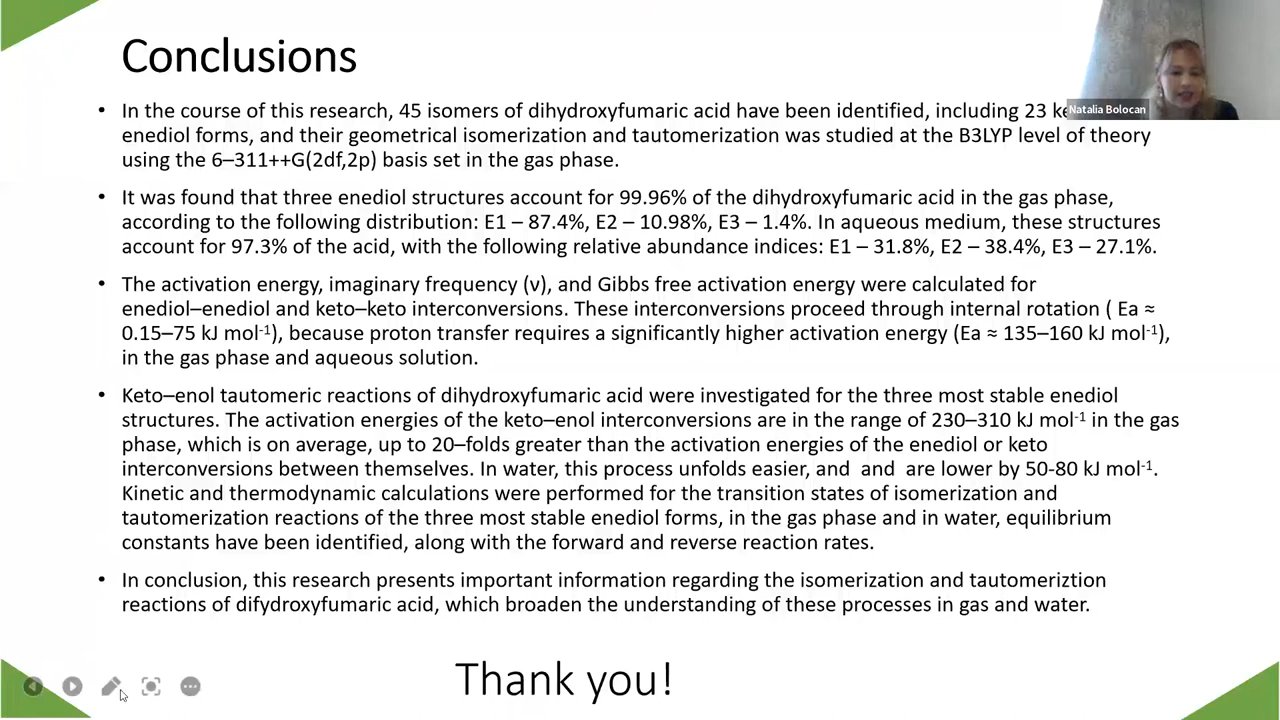 Conclusions
• In the course of this research, 45 isomers of dihydroxyfumaric acid have been identified, including 23
enediol forms, and their geometrical isomerization and tautomerization was studied at the B3LYP level of theory
using the 6–311++G(2df,2p) basis set in the gas phase.
• It was found that three enediol structures account for 99.96% of the dihydroxyfumaric acid in the gas phase,
according to the following distribution: E1 – 87.4%, E2 – 10.98%, E3 – 1.4%. In aqueous medium, these structures
account for 97.3% of the acid, with the following relative abundance indices: E1 – 31.8%, E2 – 38.4%, E3 – 27.1%.
• The activation energy, imaginary frequency (ν), and Gibbs free activation energy were calculated for
enediol–enediol and keto–keto interconversions. These interconversions proceed through internal rotation ( Ea ≈
0.15–75 kJ mol⁻¹), because proton transfer requires a significantly higher activation energy (Ea ≈ 135–160 kJ mol⁻¹),
in the gas phase and aqueous solution.
• Keto–enol tautomeric reactions of dihydroxyfumaric acid were investigated for the three most stable enediol
structures. The activation energies of the keto–enol interconversions are in the range of 230–310 kJ mol⁻¹ in the gas
phase, which is on average, up to 20–folds greater than the activation energies of the enediol or keto
interconversions between themselves. In water, this process unfolds easier, and  and  are lower by 50-80 kJ mol⁻¹.
Kinetic and thermodynamic calculations were performed for the transition states of isomerization and
tautomerization reactions of the three most stable enediol forms, in the gas phase and in water, equilibrium
constants have been identified, along with the forward and reverse reaction rates.
• In conclusion, this research presents important information regarding the isomerization and tautomeriztion
reactions of difydroxyfumaric acid, which broaden the understanding of these processes in gas and water.
Thank you!
Natalia Bolocan